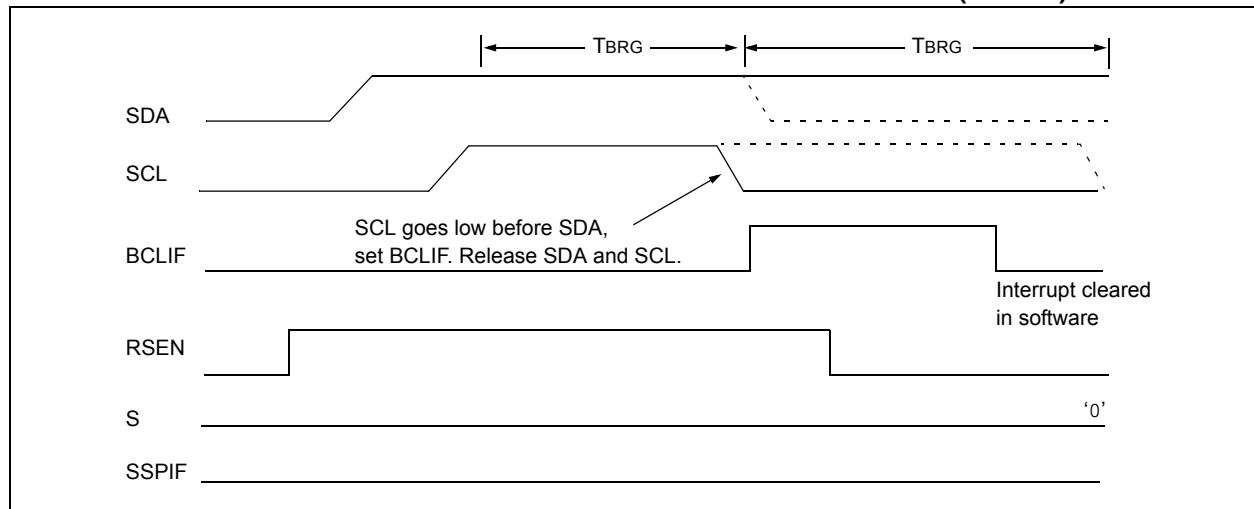 TBRG
TBRG
SDA
SCL
SCL goes low before SDA,
set BCLIF. Release SDA and SCL.
BCLIF
Interrupt cleared
in software
RSEN
S
‘0’
SSPIF